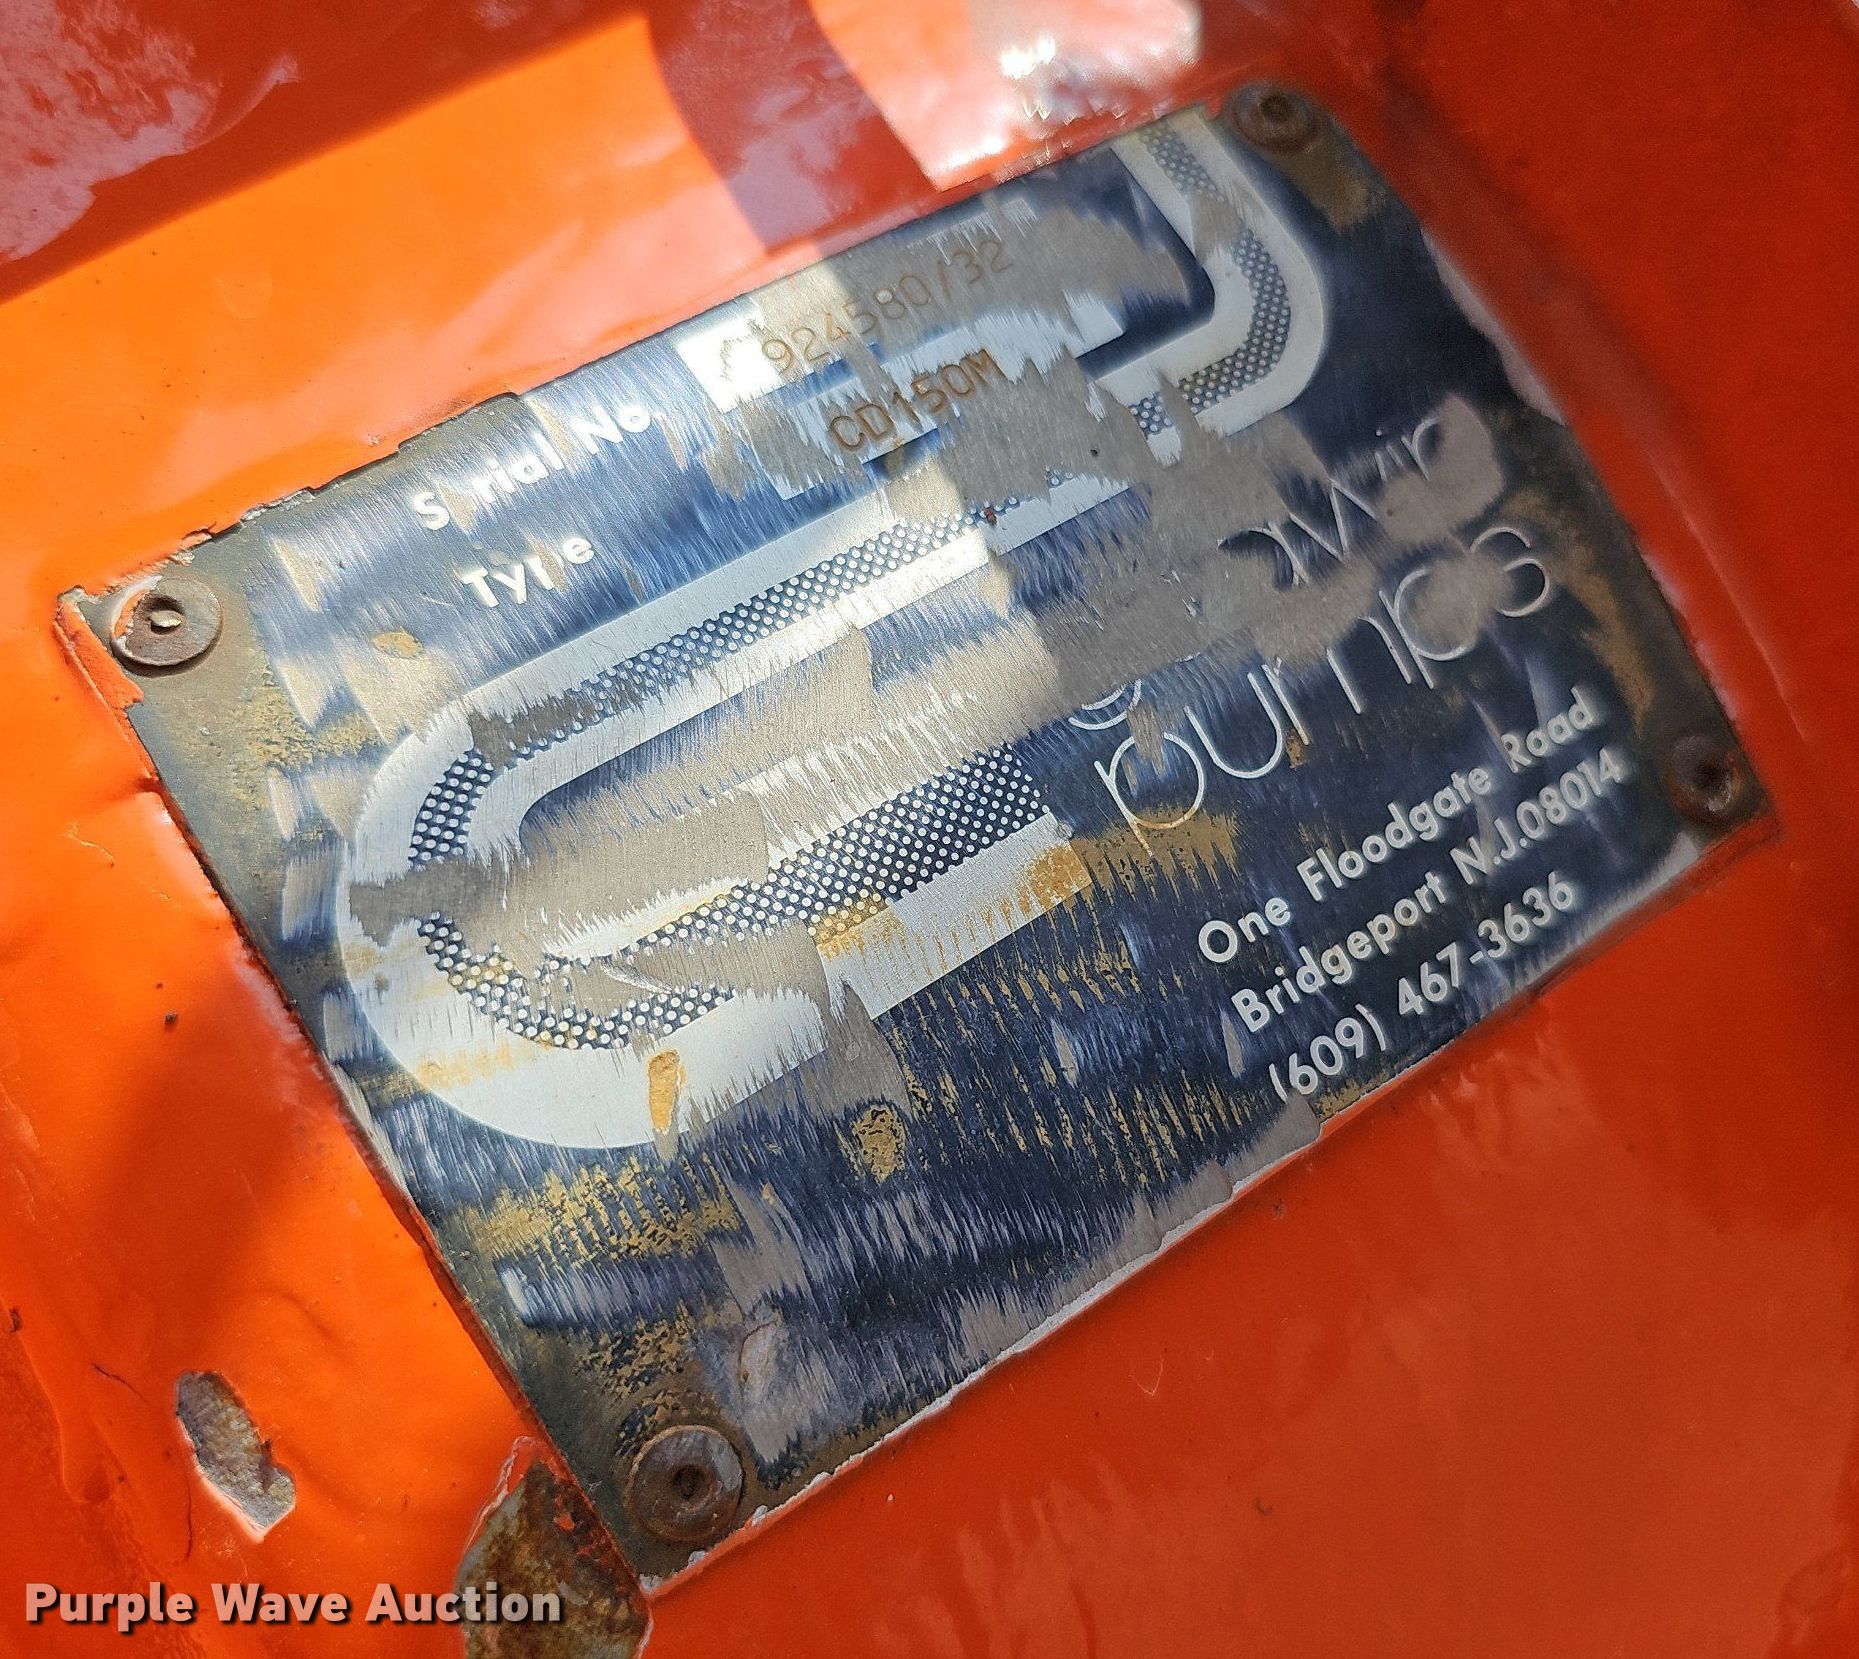 Serial No 924580/32
Type CD150M
pumps
One Floodgate Road
Bridgeport N.J.08014
(609) 467-3636
Purple Wave Auction